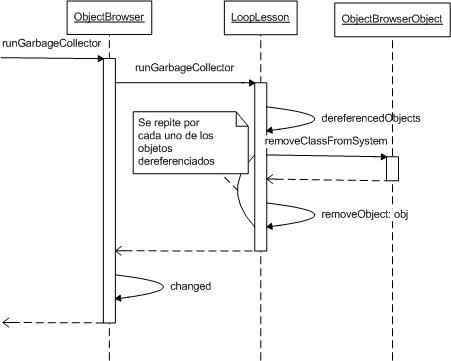 ObjectBrowser
LoopLesson
ObjectBrowserObject
runGarbageCollector
runGarbageCollector
dereferencedObjects
Se repite por
cada uno de los
objetos
dereferenciados
removeClassFromSystem
removeObject: obj
changed